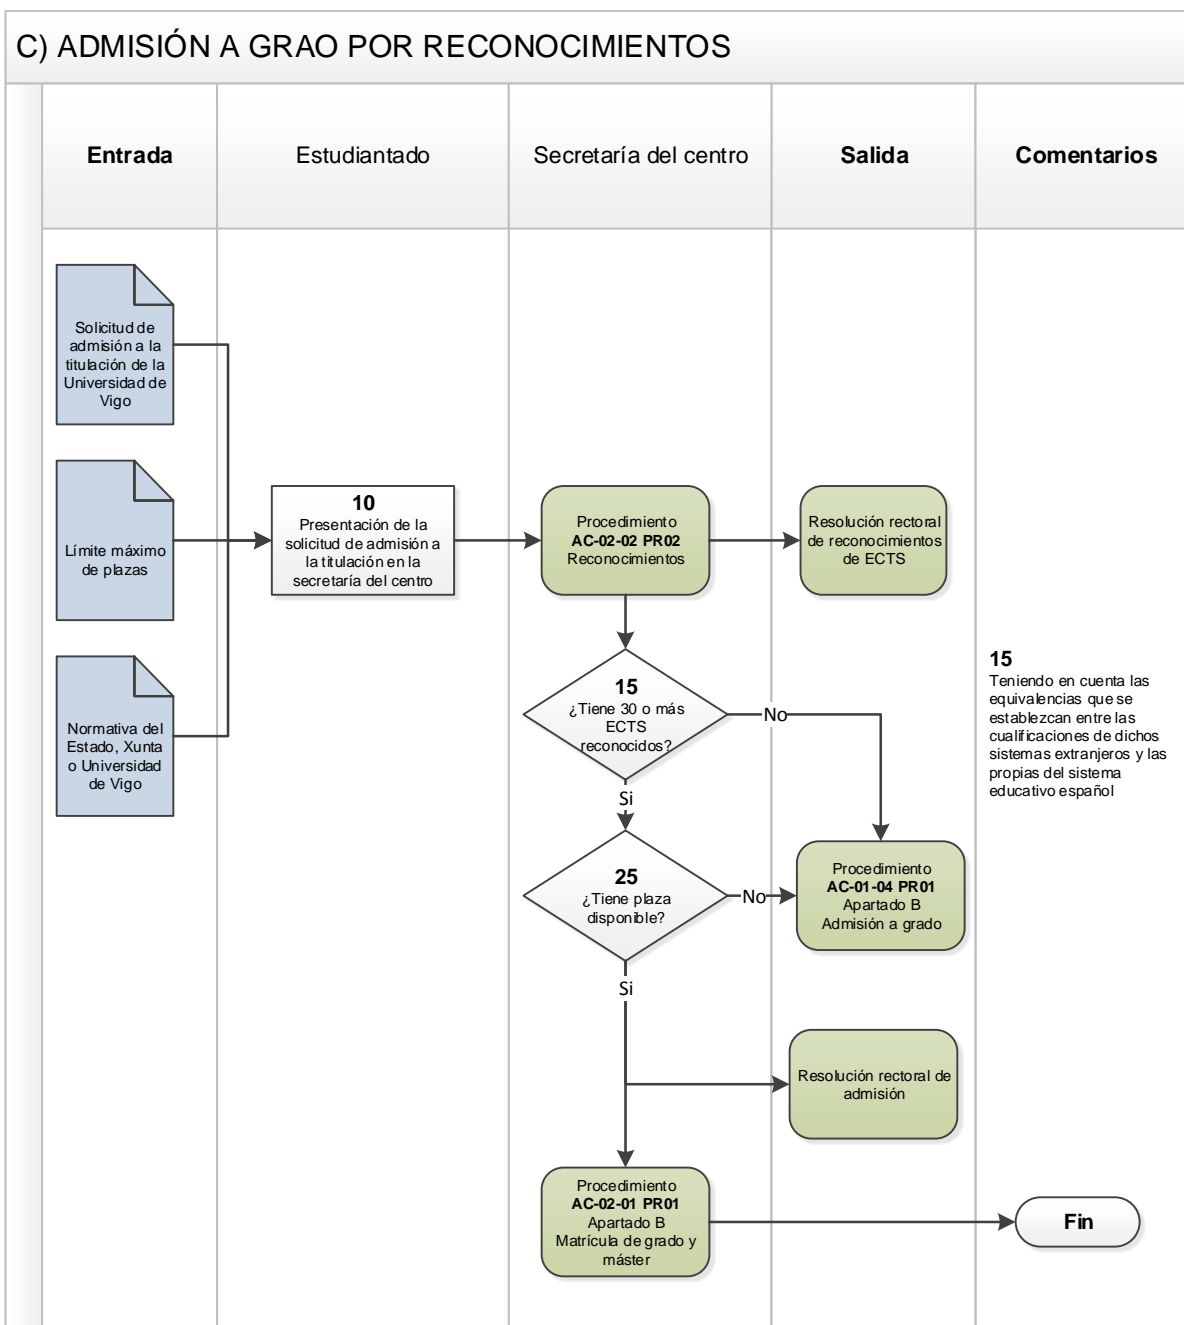 C) ADMISIÓN A GRAO POR RECONOCIMIENTOS
Entrada
Estudiantado
Secretaría del centro
Salida
Comentarios
Solicitud de
admisión a la
titulación de la
Universidad de
Vigo
Límite máximo
de plazas
Normativa del
Estado, Xunta
o Universidad
de Vigo
10
Presentación de la
solicitud de admisión a
la titulación en la
secretaría del centro
Procedimiento
AC-02-02 PR02
Reconocimientos
Resolución rectoral
de reconocimientos
de ECTS
15
¿Tiene 30 o más
ECTS
reconocidos?
No
Si
15
Teniendo en cuenta las
equivalencias que se
establezcan entre las
cualificaciones de dichos
sistemas extranjeros y las
propias del sistema
educativo español
25
¿Tiene plaza
disponible?
No
Si
Procedimiento
AC-01-04 PR01
Apartado B
Admisión a grado
Resolución rectoral de
admisión
Procedimiento
AC-02-01 PR01
Apartado B
Matrícula de grado y
máster
Fin